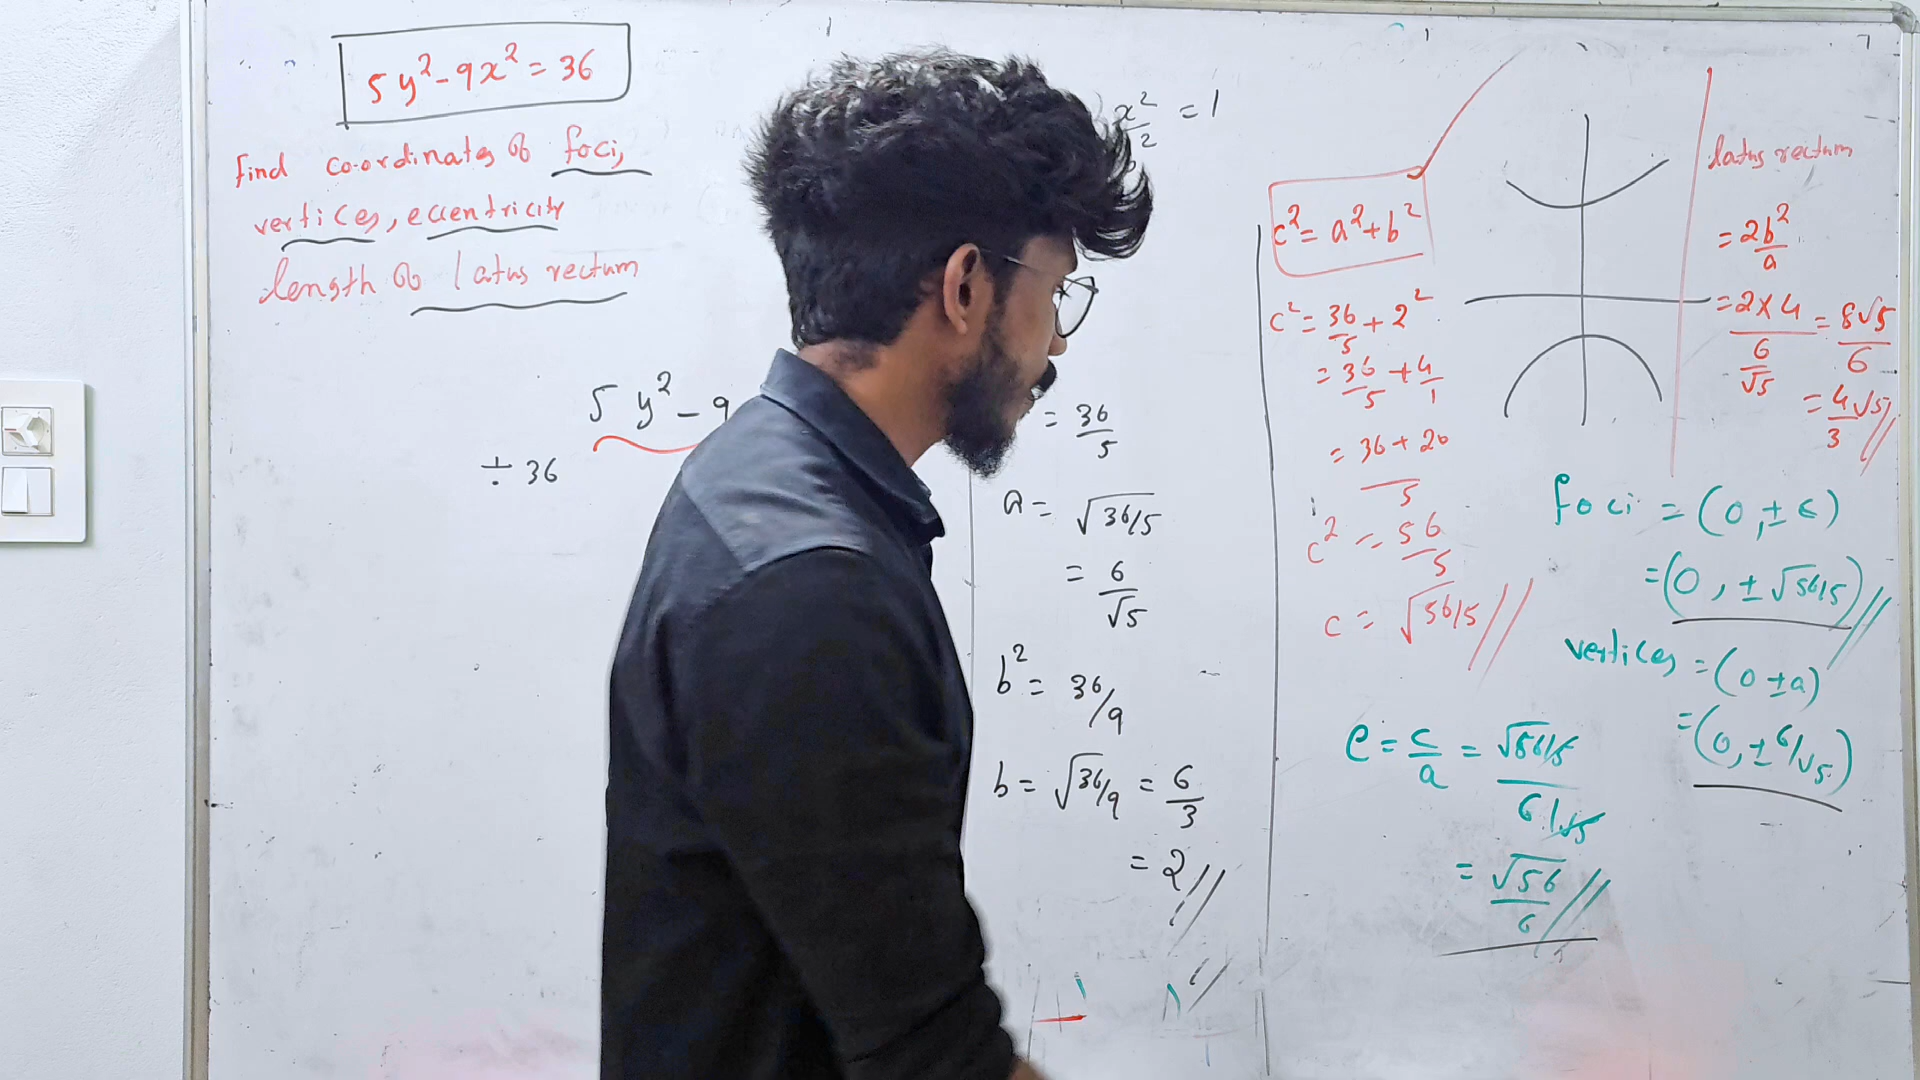 5y² - 9x² = 36
find co-ordinates of foci,
vertices, eccentricity
length of latus rectum
5y² - 9
÷ 36
x²/b² = 1
= 36/5
a = √36/5
= 6/√5
b² = 36/9
b = √36/9 = 6/3
= 2//
c² = a² + b²
c² = 36/5 + 2²
= 36/5 + 4/1
= 36 + 20/5
c² = 56/5
c = √56/5//
e = c/a = √56/5 / 6/√5
= √56/6//
latus rectum
= 2b²/a
= 2 × 4 / 6/√5 = 8√5/6
= 4√5/3//
foci = (0, ± c)
= (0, ± √56/5)//
vertices = (0 ± a)
= (0, ± 6/√5)